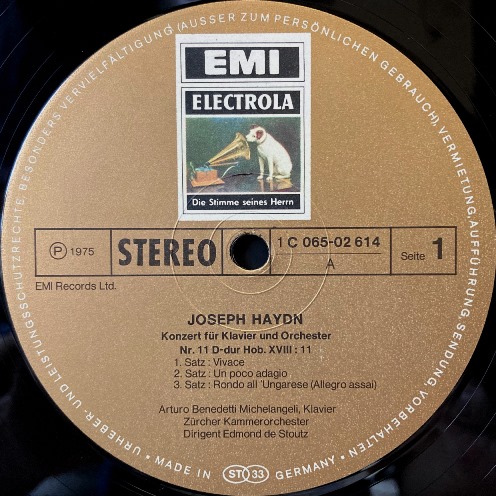 EMI
ELECTROLA
Die Stimme seines Herrn
℗ 1975
STEREO
1 C 065-02 614
A
Seite 1
EMI Records Ltd.
JOSEPH HAYDN
Konzert für Klavier und Orchester
Nr. 11 D-dur Hob. XVIII : 11
1. Satz : Vivace
2. Satz : Un poco adagio
3. Satz : Rondo all 'Ungarese (Allegro assai)
Arturo Benedetti Michelangeli, Klavier
Zürcher Kammerorchester
Dirigent Edmond de Stoutz
URHEBER- UND LEISTUNGSSCHUTZRECHTE, BESONDERS VERVIELFÄLTIGUNG (AUSSER ZUM PERSÖNLICHEN GEBRAUCH), VERMIETUNG, AUFFÜHRUNG, SENDUNG, VORBEHALTEN •
• MADE IN GERMANY •
ST 33